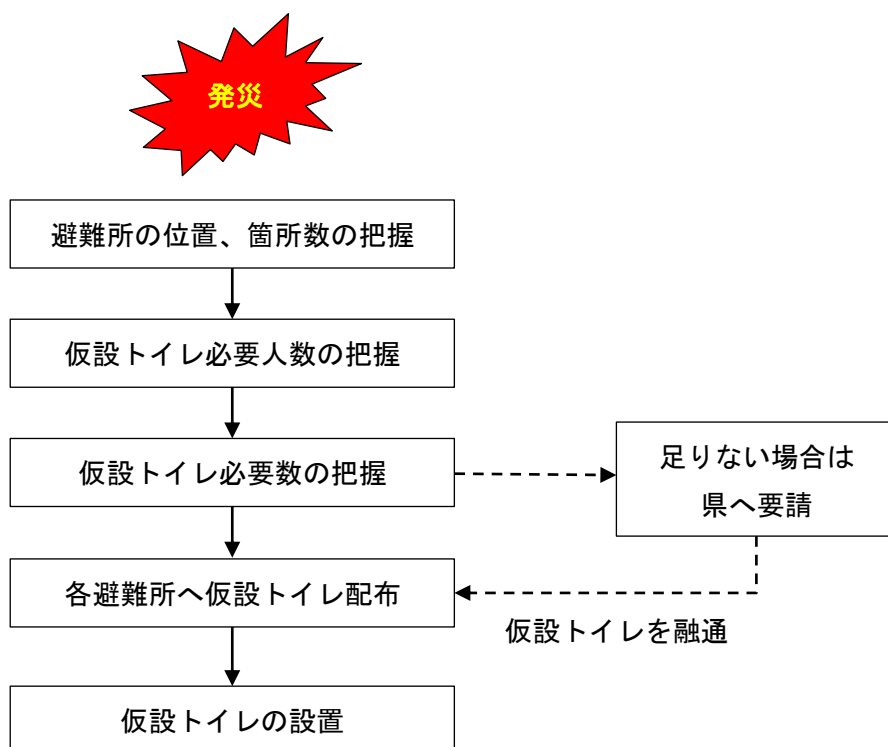 発災
避難所の位置、箇所数の把握
仮設トイレ必要人数の把握
仮設トイレ必要数の把握
足りない場合は
県へ要請
各避難所へ仮設トイレ配布
仮設トイレを融通
仮設トイレの設置